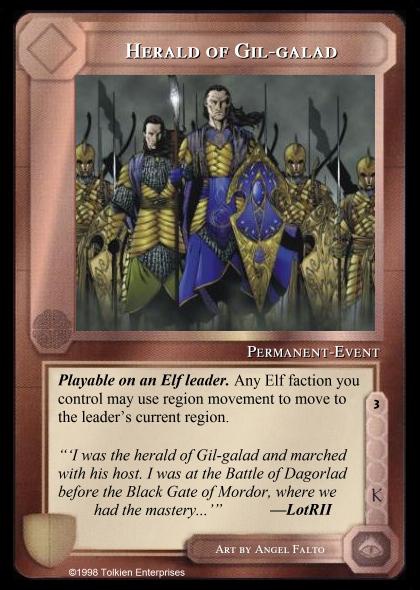 HERALD OF GIL-GALAD
PERMANENT-EVENT
Playable on an Elf leader. Any Elf faction you
control may use region movement to move to
the leader's current region.
3
"'I was the herald of Gil-galad and marched
with his host. I was at the Battle of Dagorlad
before the Black Gate of Mordor, where we
had the mastery...'" —LotRII
K
ART BY ANGEL FALTO
©1998 Tolkien Enterprises